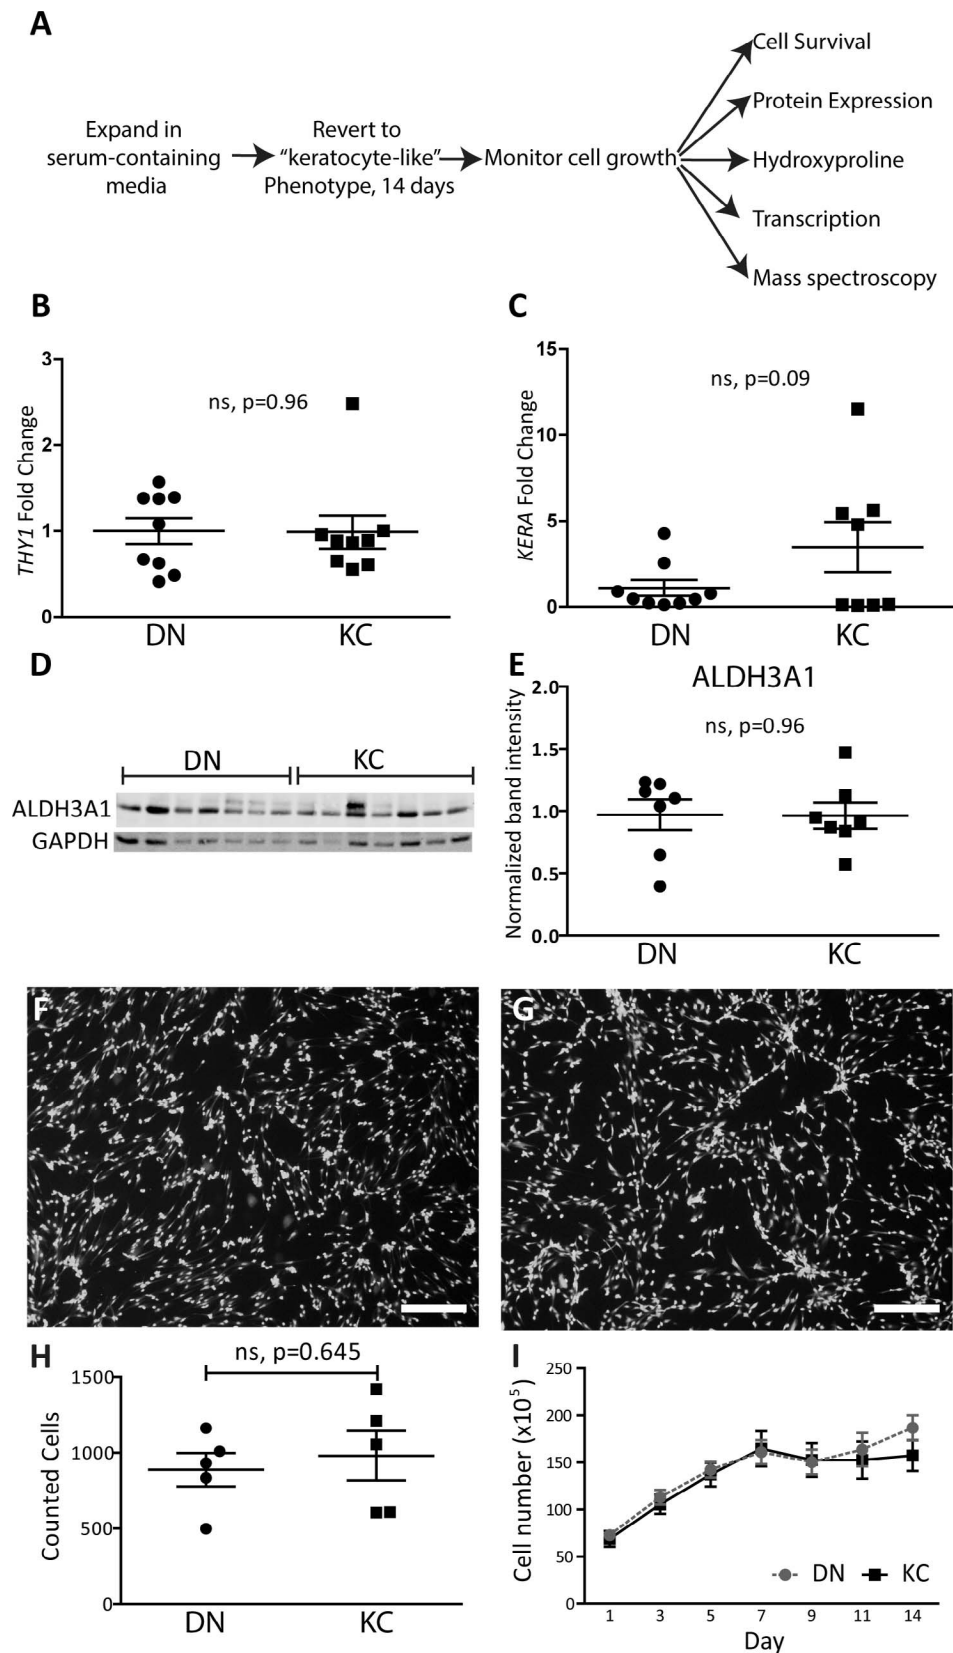 A
Expand in
serum-containing
media
Revert to
“keratocyte-like”
Phenotype, 14 days
Monitor cell growth
Cell Survival
Protein Expression
Hydroxyproline
Transcription
Mass spectroscopy
B
THY1 Fold Change
3
2
1
0
ns, p=0.96
DN
KC
C
KERA Fold Change
15
10
5
0
ns, p=0.09
DN
KC
D
DN
KC
ALDH3A1
GAPDH
E
ALDH3A1
Normalized band intensity
2.0
1.5
1.0
0.5
0.0
ns, p=0.96
DN
KC
F
G
H
ns, p=0.645
Counted Cells
1500
1000
500
0
DN
KC
I
Cell number (x10⁵)
250
200
150
100
50
0
DN
KC
1 3 5 7 9 11 14
Day